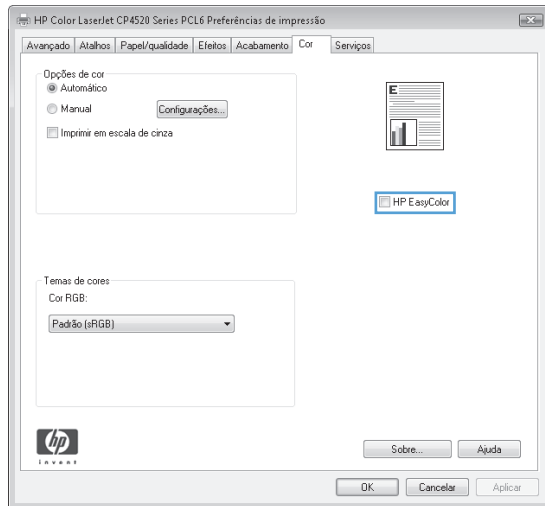 HP Color LaserJet CP4520 Series PCL6 Preferências de impressão
Avançado Atalhos Papel/qualidade Efeitos Acabamento Cor Serviços
Opções de cor
Automático
Manual Configurações...
Imprimir em escala de cinza
E
HP EasyColor
Temas de cores
Cor RGB:
Padrão (sRGB)
hp
invent
Sobre... Ajuda
OK Cancelar Aplicar